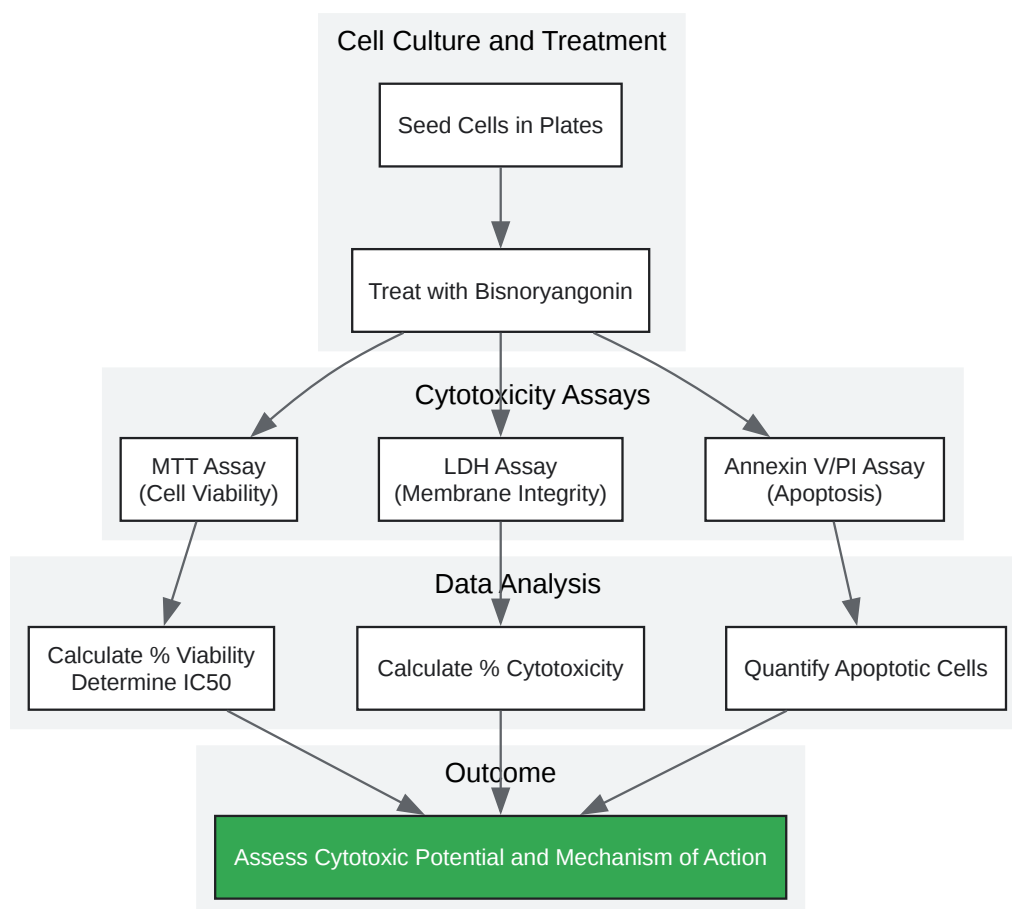 Cell Culture and Treatment
Seed Cells in Plates
Treat with Bisnoryangonin
Cytotoxicity Assays
MTT Assay
(Cell Viability)
LDH Assay
(Membrane Integrity)
Annexin V/PI Assay
(Apoptosis)
Data Analysis
Calculate % Viability
Determine IC50
Calculate % Cytotoxicity
Quantify Apoptotic Cells
Outcome
Assess Cytotoxic Potential and Mechanism of Action